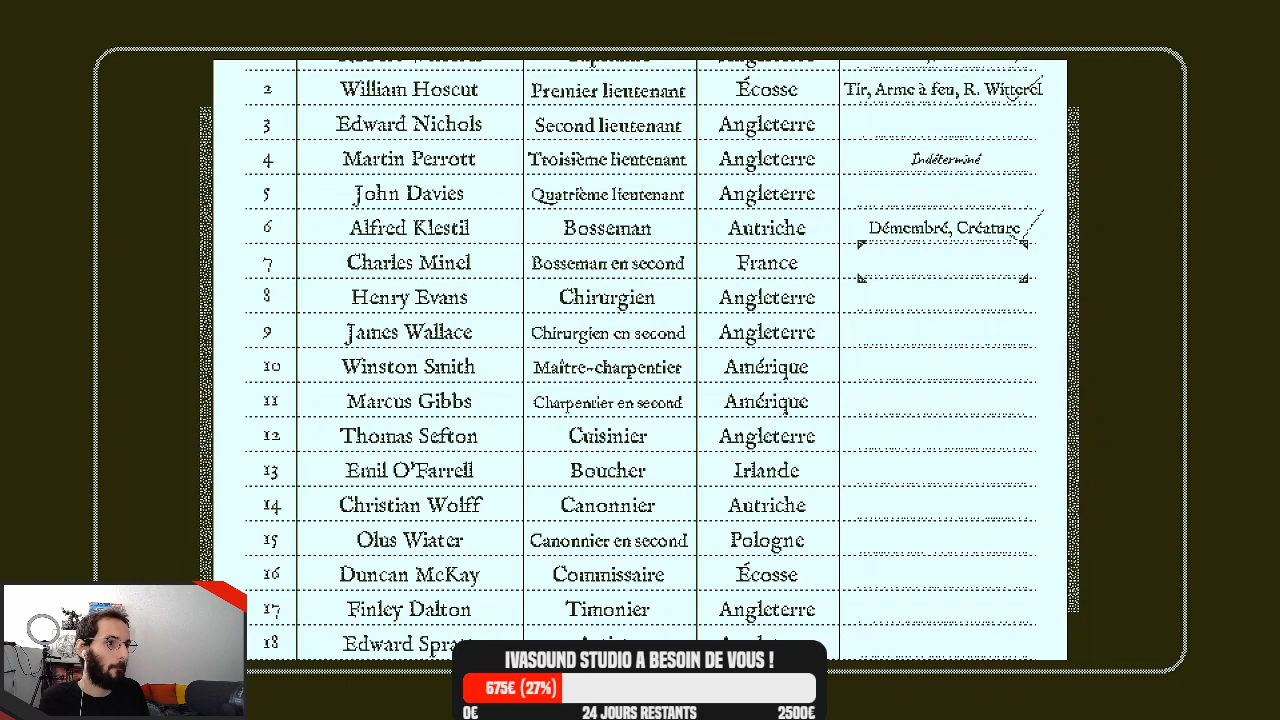 2 William Hoscut Premier lieutenant Écosse Tir, Arme à feu, R. Witterel
3 Edward Nichols Second lieutenant Angleterre
4 Martin Perrott Troisième lieutenant Angleterre Indéterminé
5 John Davies Quatrième lieutenant Angleterre
6 Alfred Klestil Bosseman Autriche Démembré, Créature
7 Charles Minel Bosseman en second France
8 Henry Evans Chirurgien Angleterre
9 James Wallace Chirurgien en second Angleterre
10 Winston Smith Maître-charpentier Amérique
11 Marcus Gibbs Charpentier en second Amérique
12 Thomas Sefton Cuisinier Angleterre
13 Emil O'Farrell Boucher Irlande
14 Christian Wolff Canonnier Autriche
15 Olus Wiater Canonnier en second Pologne
16 Duncan McKay Commissaire Écosse
17 Finley Dalton Timonier Angleterre
18 Edward
IVASOUND STUDIO A BESOIN DE VOUS !
675€ (27%)
0€ 24 JOURS RESTANTS 2500€